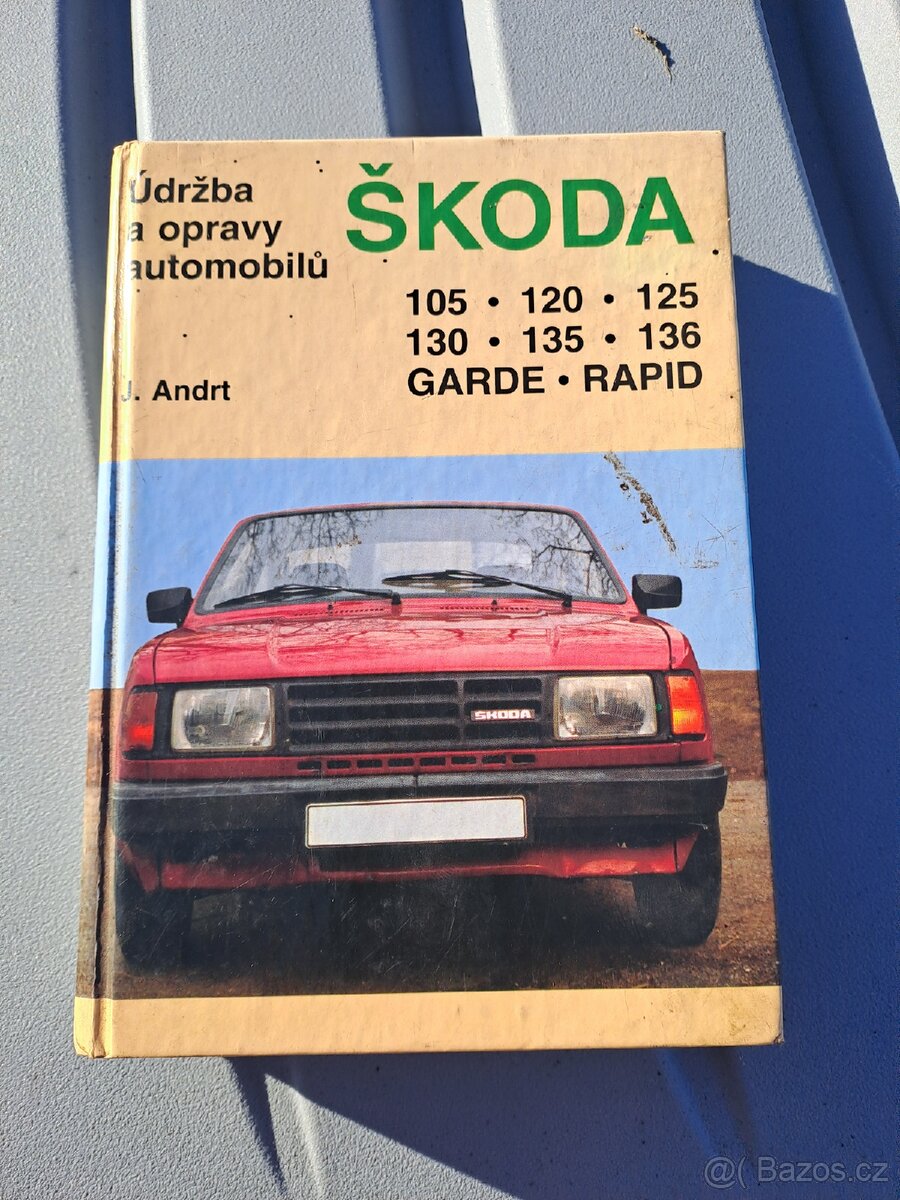 Údržba
a opravy
automobilů
ŠKODA
105 • 120 • 125
130 • 135 • 136
GARDE • RAPID
J. Andrt
ŠKODA
@( Bazos.cz